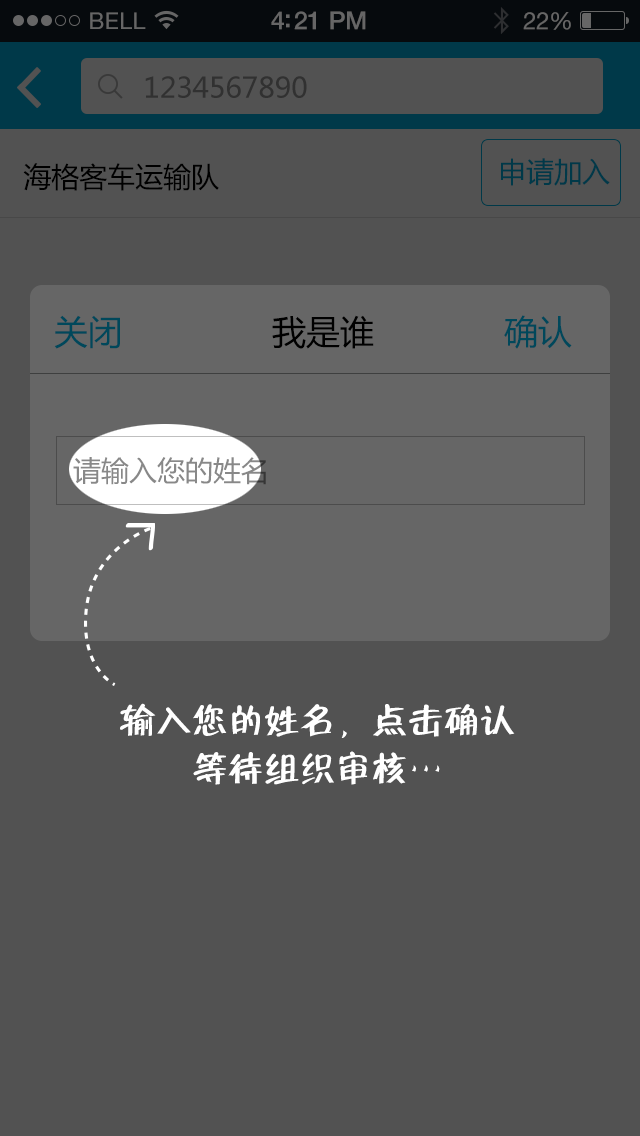 BELL 4:21 PM 22%
1234567890
海格客车运输队 申请加入
关闭 我是谁 确认
请输入您的姓名
输入您的姓名，点击确认
等待组织审核…